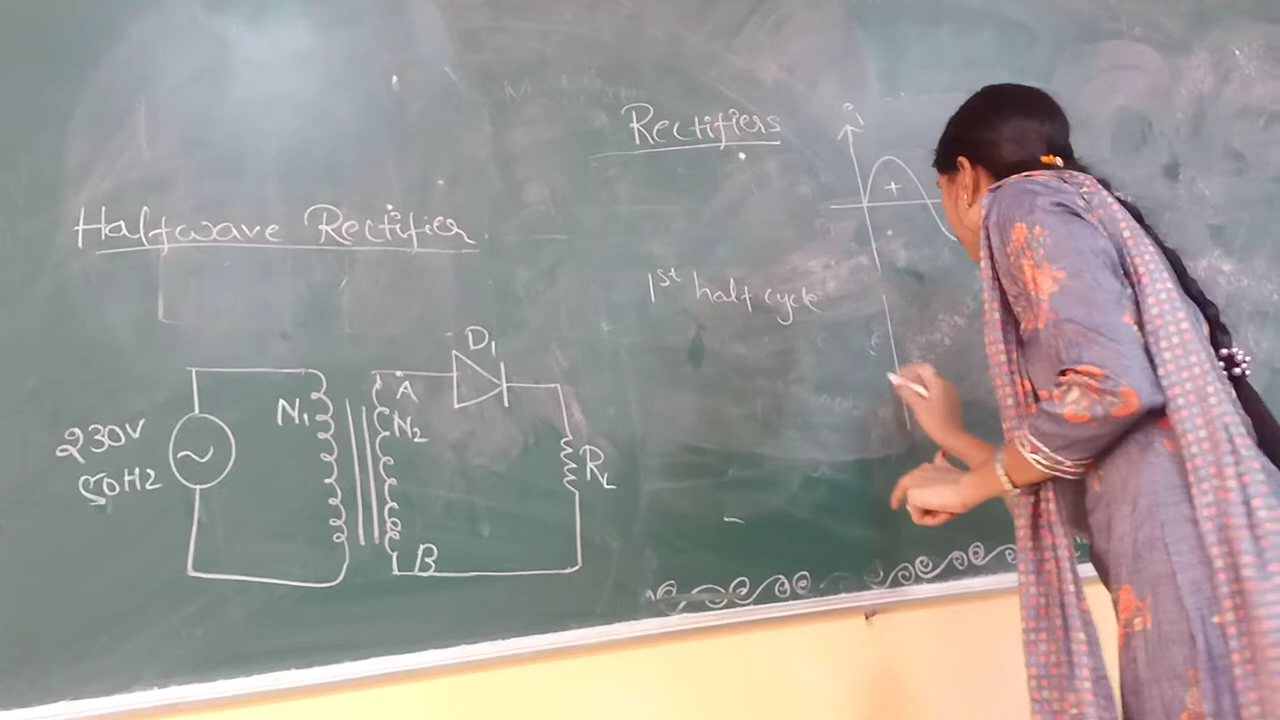 Rectifiers
i
+
Halfwave Rectifier
1st half cycle
D1
A
N1
N2
230V
50Hz
RL
B